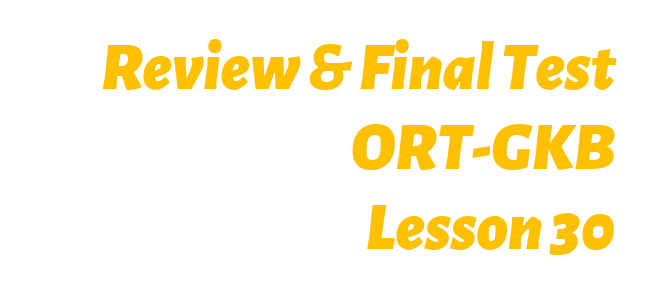 Review & Final Test
ORT-GKB
Lesson 30